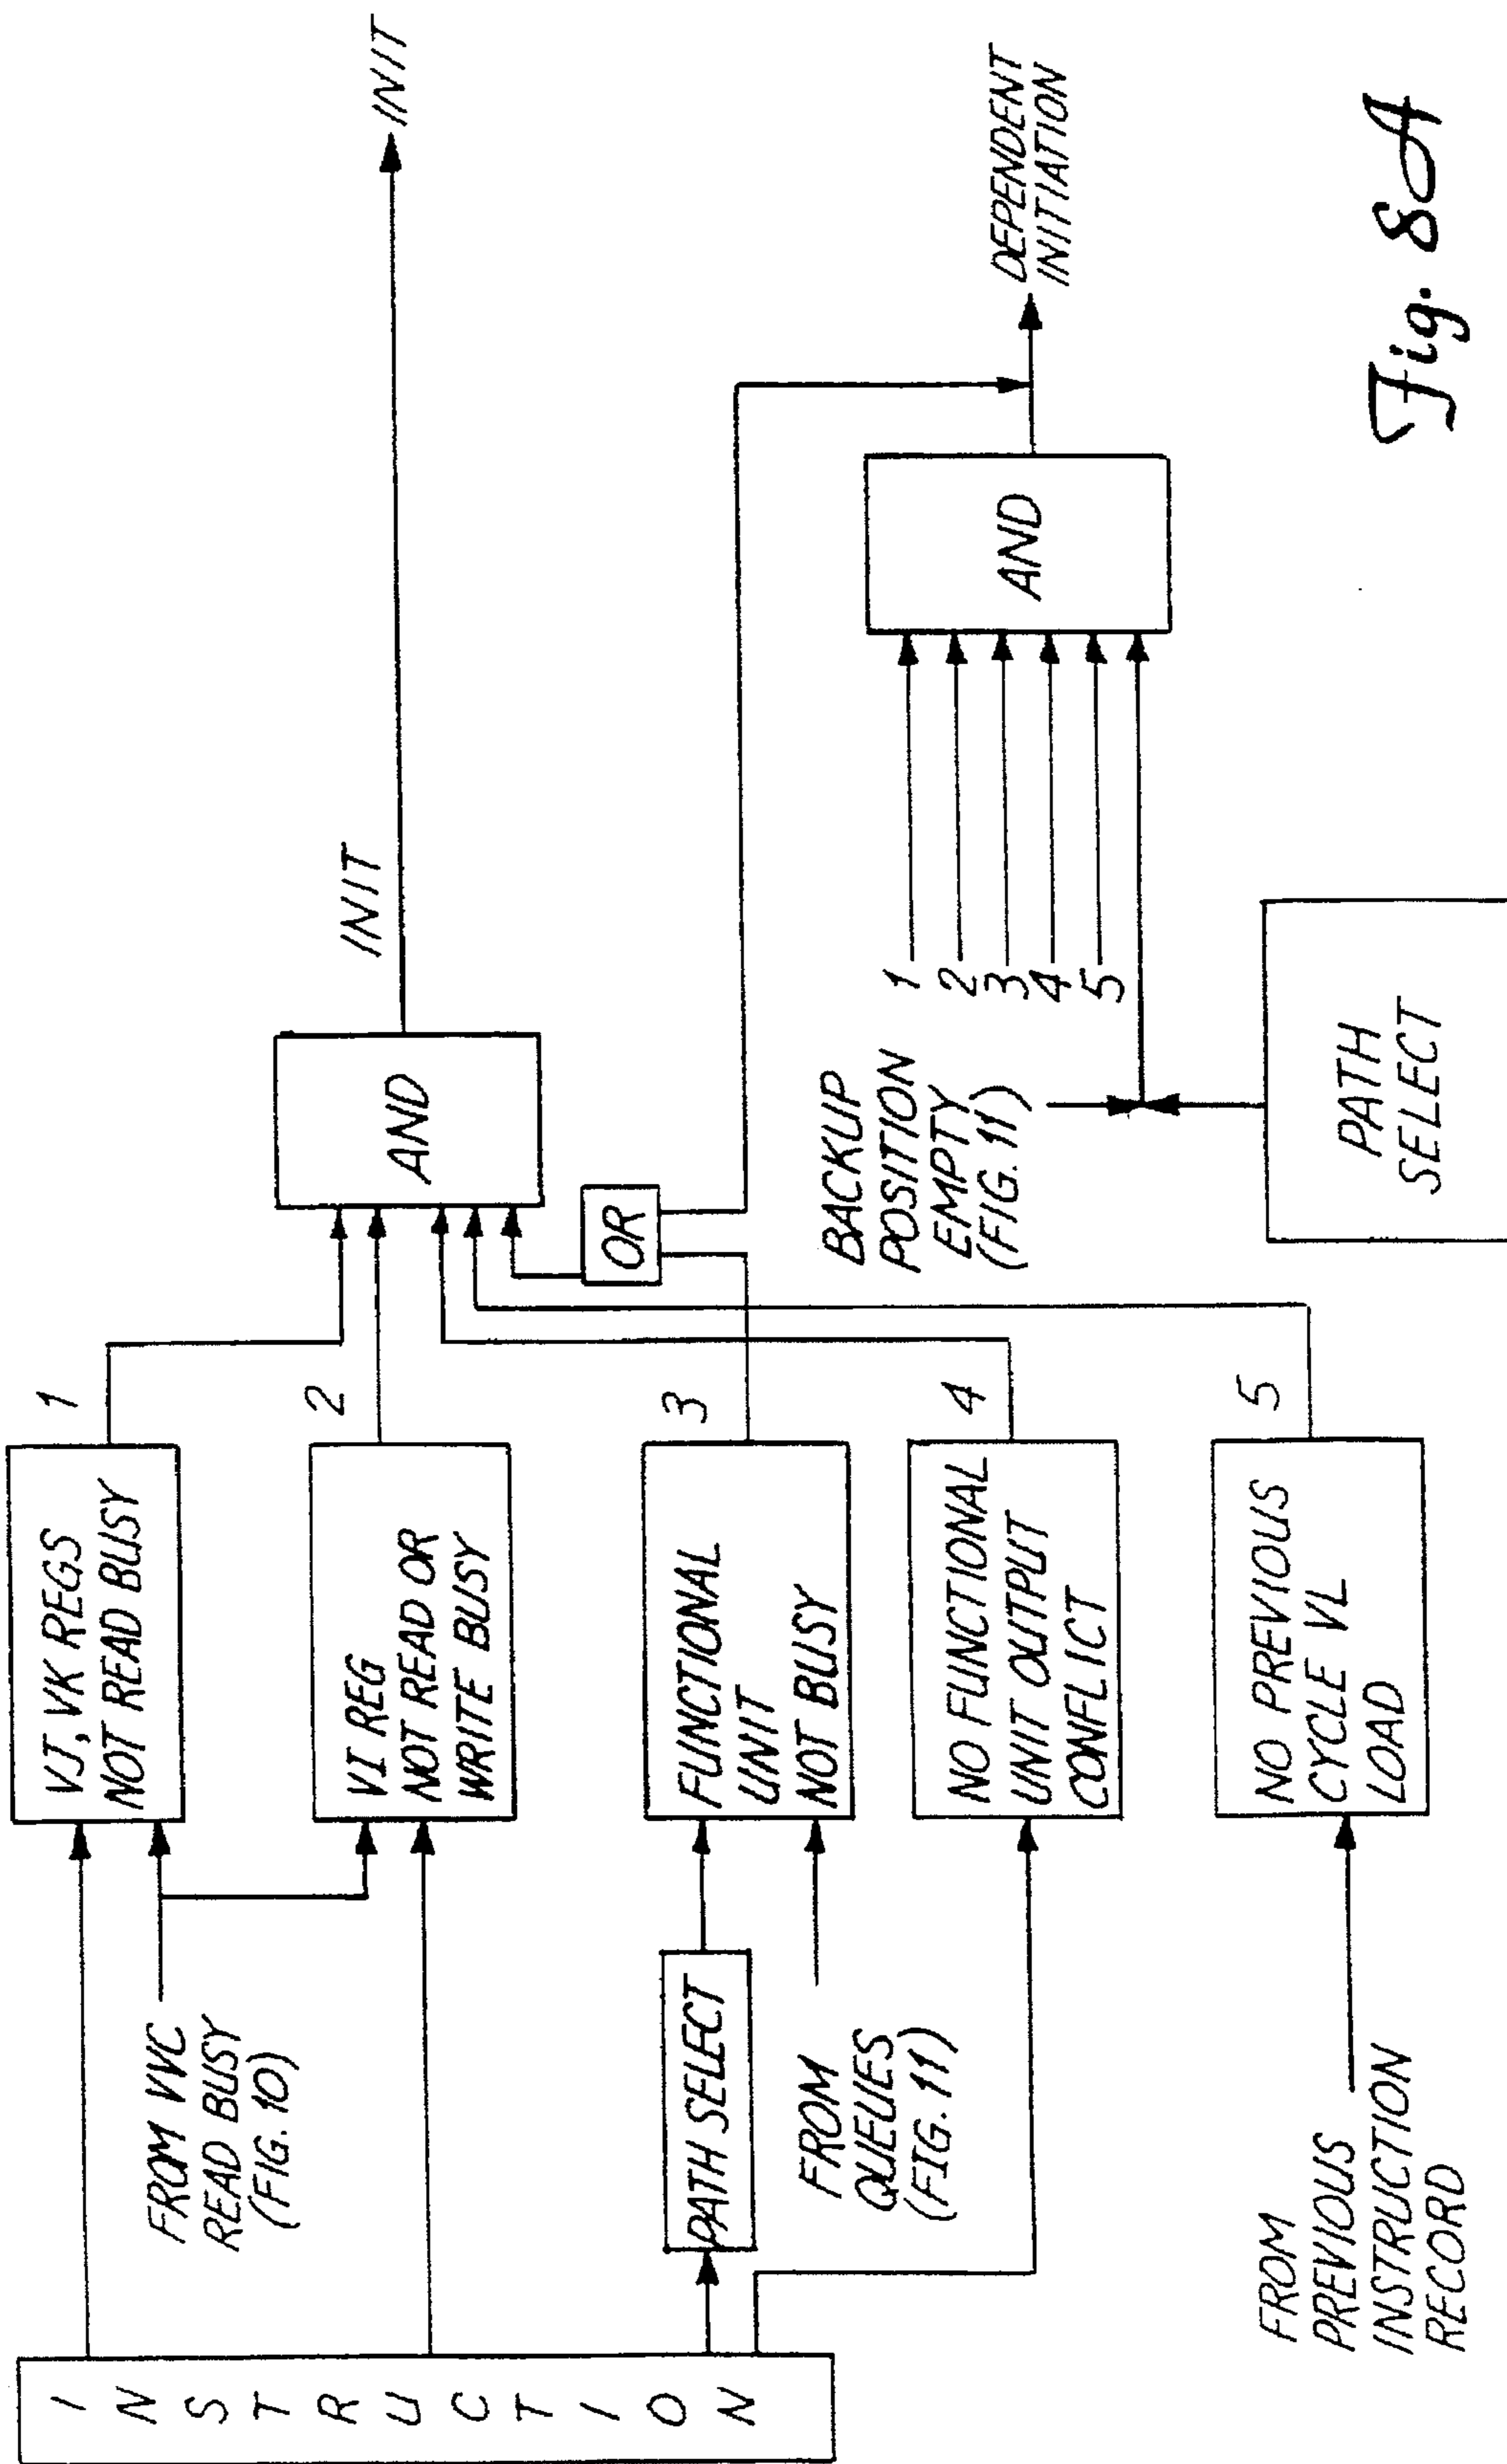 INSTRUCTION
FROM VVC
READ BUSY
(FIG. 10)
PATH SELECT
FROM
QUEUES
(FIG. 11)
FROM
PREVIOUS
INSTRUCTION
RECORD
VJ, VK REGS
NOT READ BUSY
1
VI REG
NOT READ OR
WRITE BUSY
2
FUNCTIONAL
UNIT
NOT BUSY
3
NO FUNCTIONAL
UNIT OUTPUT
CONFLICT
4
NO PREVIOUS
CYCLE VL
LOAD
5
AND
OR
INIT
INIT
BACKUP
POSITION
EMPTY
(FIG. 11)
1
2
3
4
5
PATH
SELECT
AND
DEPENDENT
INITIATION
Fig. 8A